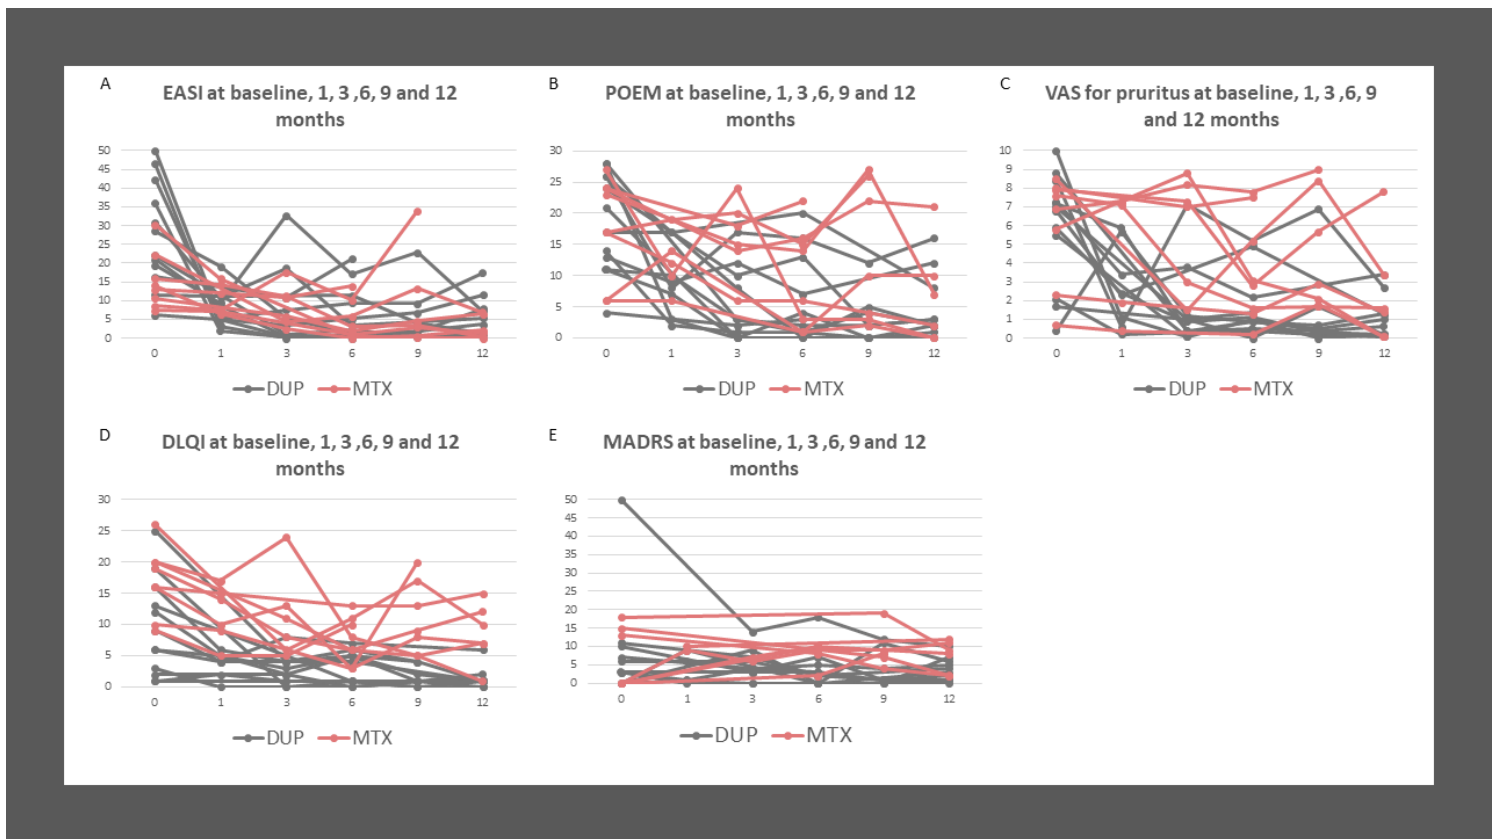 A
EASI at baseline, 1, 3 ,6, 9 and 12
months
50
45
40
35
30
25
20
15
10
5
0
0 1 3 6 9 12
DUP MTX
B
POEM at baseline, 1, 3 ,6, 9 and 12
months
30
25
20
15
10
5
0
0 1 3 6 9 12
DUP MTX
C
VAS for pruritus at baseline, 1, 3 ,6, 9
and 12 months
10
9
8
7
6
5
4
3
2
1
0
0 1 3 6 9 12
DUP MTX
D
DLQI at baseline, 1, 3 ,6, 9 and 12
months
30
25
20
15
10
5
0
0 1 3 6 9 12
DUP MTX
E
MADRS at baseline, 1, 3 ,6, 9 and 12
months
50
45
40
35
30
25
20
15
10
5
0
0 1 3 6 9 12
DUP MTX